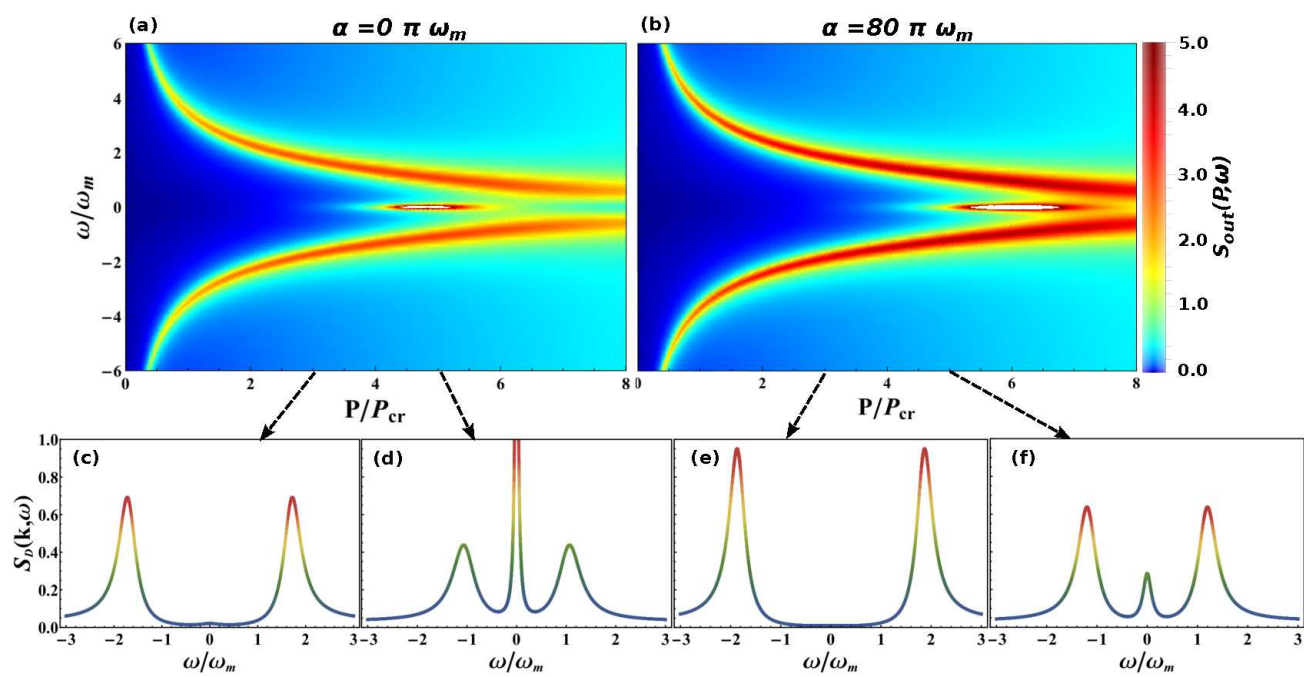 (a) α =0 π ω_m (b) α =80 π ω_m
6 5.0
4 4.0
2
ω/ω_m 0 3.0 S_out(P,ω)
−2 2.0
−4 1.0
−6 0.0
0 2 4 6 8 0 2 4 6 8
P/P_cr P/P_cr
1.0 (c) (d) (e) (f)
0.8
0.6
S_D(k,ω)
0.4
0.2
0.0
−3 −2 −1 0 1 2 3 −3 −2 −1 0 1 2 3 −3 −2 −1 0 1 2 3 −3 −2 −1 0 1 2 3
ω/ω_m ω/ω_m ω/ω_m ω/ω_m